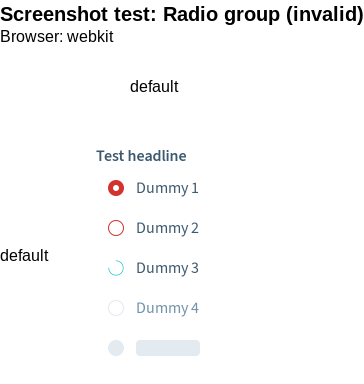 Screenshot test: Radio group (invalid)
Browser: webkit
default
Test headline
Dummy 1
Dummy 2
default
Dummy 3
Dummy 4